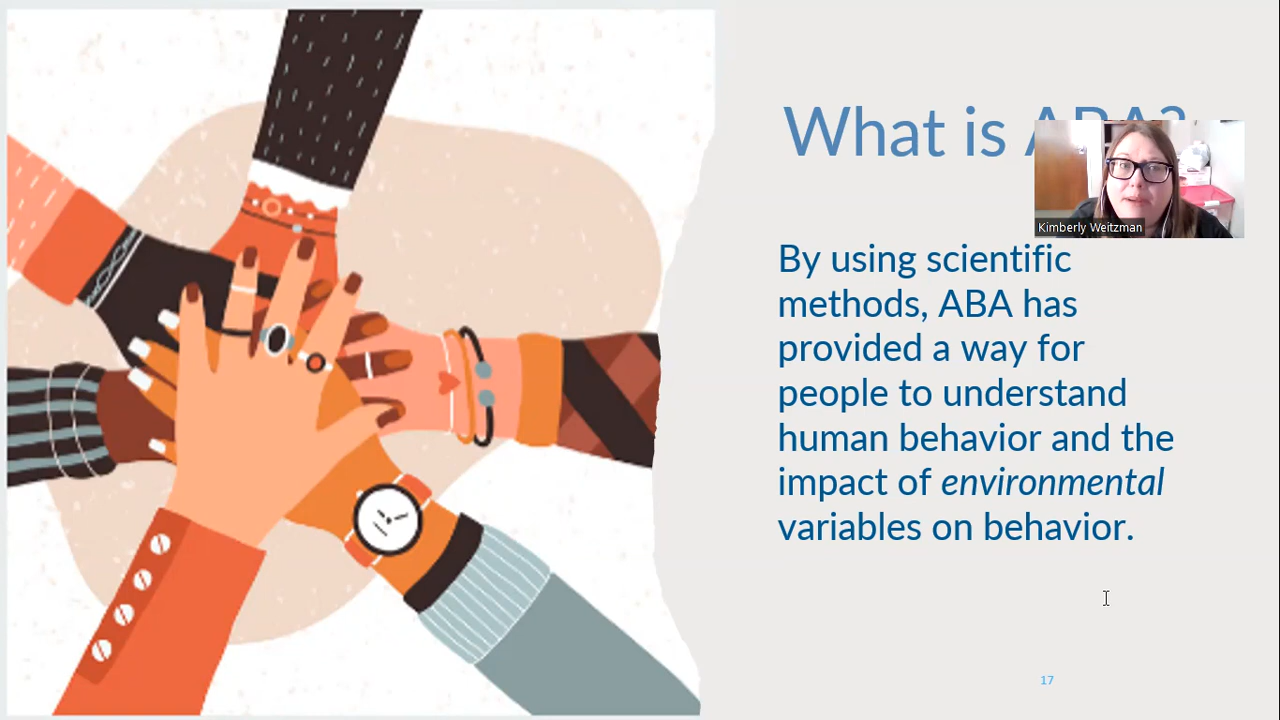 What is ABA?
Kimberly Weitzman
By using scientific
methods, ABA has
provided a way for
people to understand
human behavior and the
impact of environmental
variables on behavior.
17